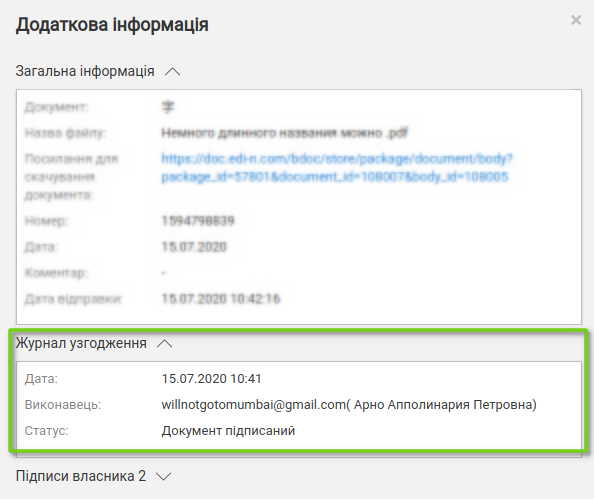 Додаткова інформація
×
Загальна інформація
Документ: 字
Назва файлу: Немного длинного названия можно .pdf
Посилання для скачування документа: https://doc.edi-n.com/bdoc/store/package/document/body?
package_id=57801&document_id=108007&body_id=108005
Номер: 1594798839
Дата: 15.07.2020
Коментар: -
Дата відправки: 15.07.2020 10:42:16
Журнал узгодження
Дата: 15.07.2020 10:41
Виконавець: willnotgotomumbai@gmail.com( Арно Апполинария Петровна)
Статус: Документ підписаний
Підписи власника 2